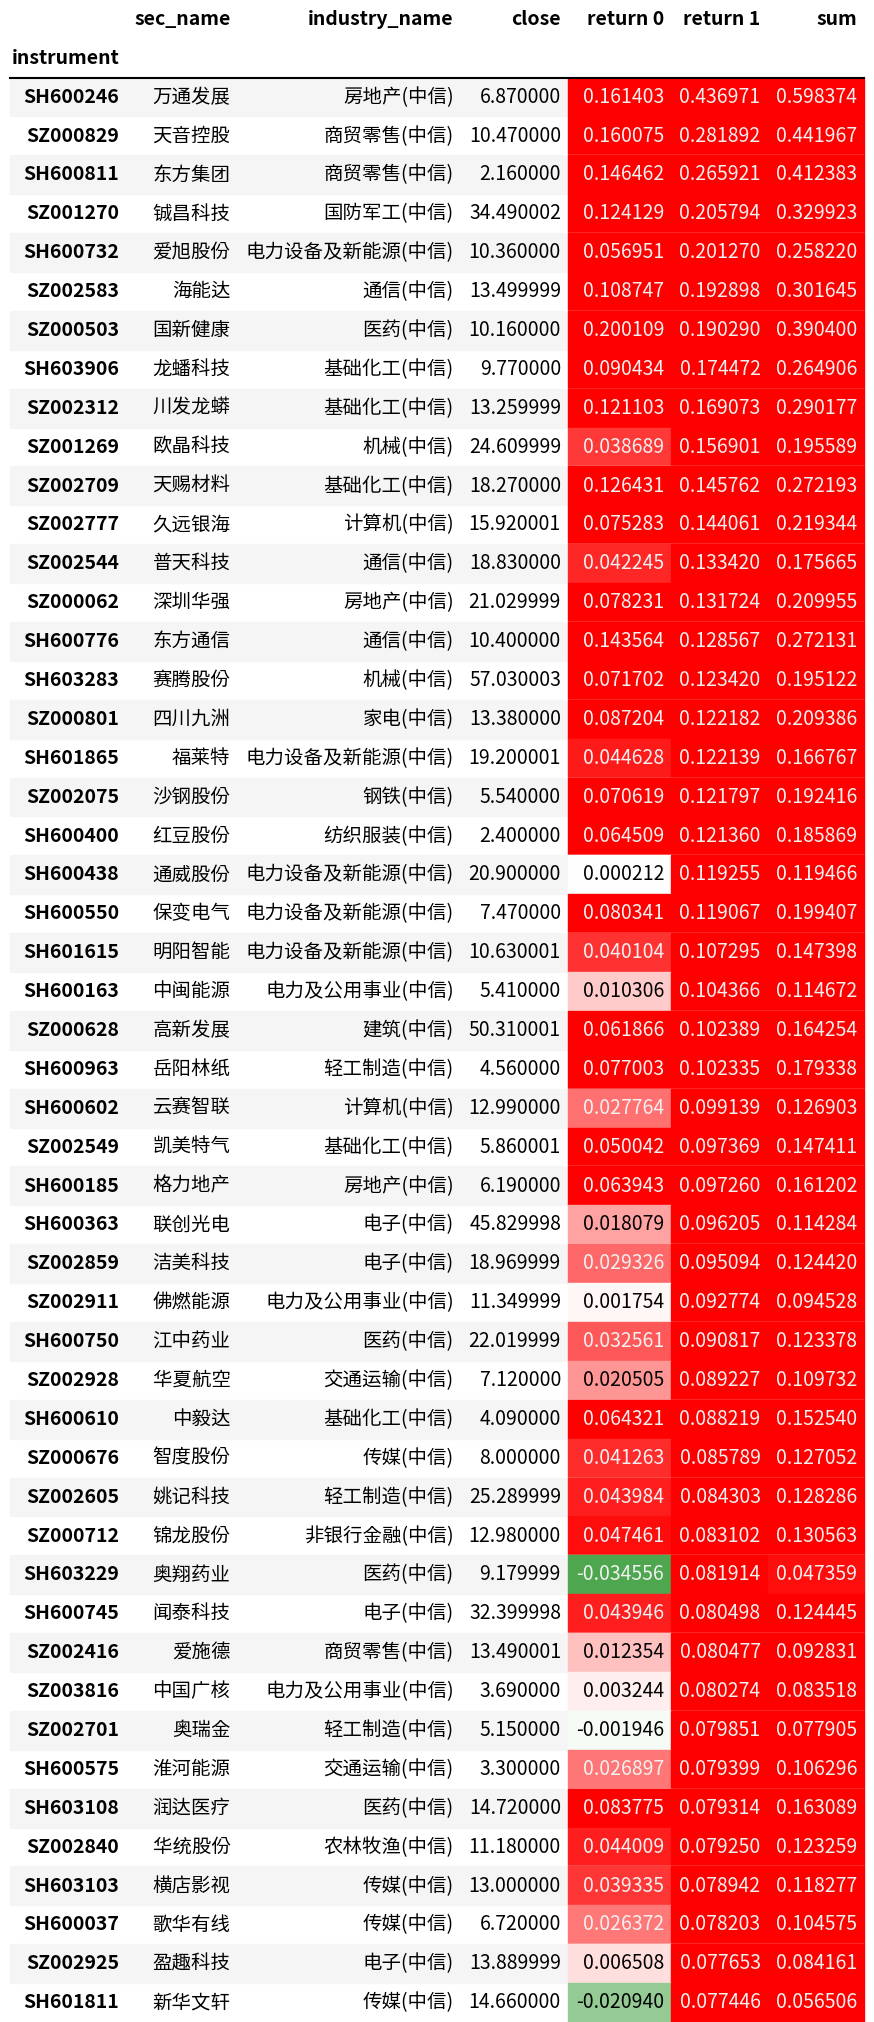 sec_name industry_name close return 0 return 1 sum
instrument
SH600246 万通发展 房地产(中信) 6.870000 0.161403 0.436971 0.598374
SZ000829 天音控股 商贸零售(中信) 10.470000 0.160075 0.281892 0.441967
SH600811 东方集团 商贸零售(中信) 2.160000 0.146462 0.265921 0.412383
SZ001270 铖昌科技 国防军工(中信) 34.490002 0.124129 0.205794 0.329923
SH600732 爱旭股份 电力设备及新能源(中信) 10.360000 0.056951 0.201270 0.258220
SZ002583 海能达 通信(中信) 13.499999 0.108747 0.192898 0.301645
SZ000503 国新健康 医药(中信) 10.160000 0.200109 0.190290 0.390400
SH603906 龙蟠科技 基础化工(中信) 9.770000 0.090434 0.174472 0.264906
SZ002312 川发龙蟒 基础化工(中信) 13.259999 0.121103 0.169073 0.290177
SZ001269 欧晶科技 机械(中信) 24.609999 0.038689 0.156901 0.195589
SZ002709 天赐材料 基础化工(中信) 18.270000 0.126431 0.145762 0.272193
SZ002777 久远银海 计算机(中信) 15.920001 0.075283 0.144061 0.219344
SZ002544 普天科技 通信(中信) 18.830000 0.042245 0.133420 0.175665
SZ000062 深圳华强 房地产(中信) 21.029999 0.078231 0.131724 0.209955
SH600776 东方通信 通信(中信) 10.400000 0.143564 0.128567 0.272131
SH603283 赛腾股份 机械(中信) 57.030003 0.071702 0.123420 0.195122
SZ000801 四川九洲 家电(中信) 13.380000 0.087204 0.122182 0.209386
SH601865 福莱特 电力设备及新能源(中信) 19.200001 0.044628 0.122139 0.166767
SZ002075 沙钢股份 钢铁(中信) 5.540000 0.070619 0.121797 0.192416
SH600400 红豆股份 纺织服装(中信) 2.400000 0.064509 0.121360 0.185869
SH600438 通威股份 电力设备及新能源(中信) 20.900000 0.000212 0.119255 0.119466
SH600550 保变电气 电力设备及新能源(中信) 7.470000 0.080341 0.119067 0.199407
SH601615 明阳智能 电力设备及新能源(中信) 10.630001 0.040104 0.107295 0.147398
SH600163 中闽能源 电力及公用事业(中信) 5.410000 0.010306 0.104366 0.114672
SZ000628 高新发展 建筑(中信) 50.310001 0.061866 0.102389 0.164254
SH600963 岳阳林纸 轻工制造(中信) 4.560000 0.077003 0.102335 0.179338
SH600602 云赛智联 计算机(中信) 12.990000 0.027764 0.099139 0.126903
SZ002549 凯美特气 基础化工(中信) 5.860001 0.050042 0.097369 0.147411
SH600185 格力地产 房地产(中信) 6.190000 0.063943 0.097260 0.161202
SH600363 联创光电 电子(中信) 45.829998 0.018079 0.096205 0.114284
SZ002859 洁美科技 电子(中信) 18.969999 0.029326 0.095094 0.124420
SZ002911 佛燃能源 电力及公用事业(中信) 11.349999 0.001754 0.092774 0.094528
SH600750 江中药业 医药(中信) 22.019999 0.032561 0.090817 0.123378
SZ002928 华夏航空 交通运输(中信) 7.120000 0.020505 0.089227 0.109732
SH600610 中毅达 基础化工(中信) 4.090000 0.064321 0.088219 0.152540
SZ000676 智度股份 传媒(中信) 8.000000 0.041263 0.085789 0.127052
SZ002605 姚记科技 轻工制造(中信) 25.289999 0.043984 0.084303 0.128286
SZ000712 锦龙股份 非银行金融(中信) 12.980000 0.047461 0.083102 0.130563
SH603229 奥翔药业 医药(中信) 9.179999 -0.034556 0.081914 0.047359
SH600745 闻泰科技 电子(中信) 32.399998 0.043946 0.080498 0.124445
SZ002416 爱施德 商贸零售(中信) 13.490001 0.012354 0.080477 0.092831
SZ003816 中国广核 电力及公用事业(中信) 3.690000 0.003244 0.080274 0.083518
SZ002701 奥瑞金 轻工制造(中信) 5.150000 -0.001946 0.079851 0.077905
SH600575 淮河能源 交通运输(中信) 3.300000 0.026897 0.079399 0.106296
SH603108 润达医疗 医药(中信) 14.720000 0.083775 0.079314 0.163089
SZ002840 华统股份 农林牧渔(中信) 11.180000 0.044009 0.079250 0.123259
SH603103 横店影视 传媒(中信) 13.000000 0.039335 0.078942 0.118277
SH600037 歌华有线 传媒(中信) 6.720000 0.026372 0.078203 0.104575
SZ002925 盈趣科技 电子(中信) 13.889999 0.006508 0.077653 0.084161
SH601811 新华文轩 传媒(中信) 14.660000 -0.020940 0.077446 0.056506